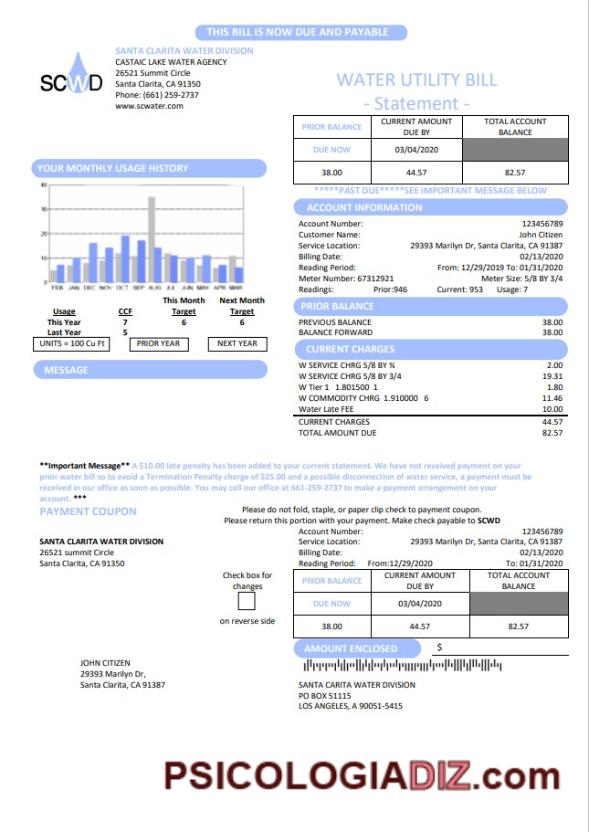 THIS BILL IS NOW DUE AND PAYABLE
SCWD
SANTA CLARITA WATER DIVISION
CASTAIC LAKE WATER AGENCY
26521 Summit Circle
Santa Clarita, CA 91350
Phone: (661) 259-2737
www.scwater.com
WATER UTILITY BILL
- Statement -
PRIOR BALANCE CURRENT AMOUNT DUE BY TOTAL ACCOUNT BALANCE
DUE NOW 03/04/2020
38.00 44.57 82.57
*****PAST DUE*****SEE IMPORTANT MESSAGE BELOW
YOUR MONTHLY USAGE HISTORY
40
30
20
10
0
FEB JAN DEC NOV OCT SEP AUG JUL JUN MAY APR MAR
This Month Next Month
Usage CCF Target Target
This Year 7 6 6
Last Year 5
UNITS = 100 Cu Ft PRIOR YEAR NEXT YEAR
MESSAGE
ACCOUNT INFORMATION
Account Number: 123456789
Customer Name: John Citizen
Service Location: 29393 Marilyn Dr, Santa Clarita, CA 91387
Billing Date: 02/13/2020
Reading Period: From: 12/29/2019 To: 01/31/2020
Meter Number: 67312921 Meter Size: 5/8 BY 3/4
Readings: Prior:946 Current: 953 Usage: 7
PRIOR BALANCE
PREVIOUS BALANCE 38.00
BALANCE FORWARD 38.00
CURRENT CHARGES
W SERVICE CHRG 5/8 BY % 2.00
W SERVICE CHRG 5/8 BY 3/4 19.31
W Tier 1 1.801500 1 1.80
W COMMODITY CHRG 1.910000 6 11.46
Water Late FEE 10.00
CURRENT CHARGES 44.57
TOTAL AMOUNT DUE 82.57
**Important Message** A $10.00 late penalty has been added to your current statement. We have not received payment on your
prior water bill so to avoid a Termination Penalty charge of $25.00 and a possible disconnection of water service, a payment must be
received in our office as soon as possible. You may call our office at 661-259-2737 to make a payment arrangement on your
account. ***
PAYMENT COUPON
Please do not fold, staple, or paper clip check to payment coupon.
Please return this portion with your payment. Make check payable to SCWD
SANTA CLARITA WATER DIVISION
26521 summit Circle
Santa Clarita, CA 91350
Account Number: 123456789
Service Location: 29393 Marilyn Dr, Santa Clarita, CA 91387
Billing Date: 02/13/2020
Reading Period: From:12/29/2020 To: 01/31/2020
Check box for
changes
on reverse side
PRIOR BALANCE CURRENT AMOUNT DUE BY TOTAL ACCOUNT BALANCE
DUE NOW 03/04/2020
38.00 44.57 82.57
AMOUNT ENCLOSED $
JOHN CITIZEN
29393 Marilyn Dr,
Santa Clarita, CA 91387
SANTA CARITA WATER DIVISION
PO BOX 51115
LOS ANGELES, A 90051-5415
PSICOLOGIADIZ.com